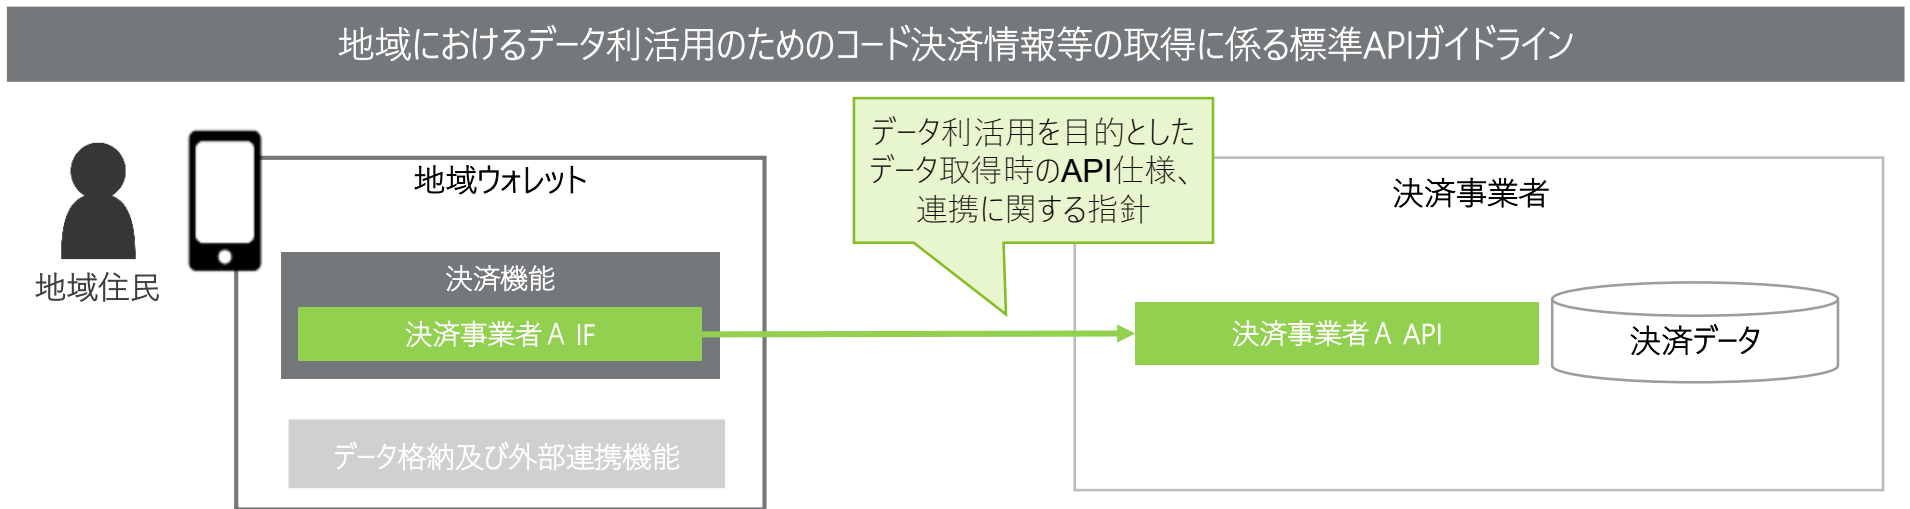 地域におけるデータ利活用のためのコード決済情報等の取得に係る標準APIガイドライン
データ利活用を目的とした
データ取得時のAPI仕様、
連携に関する指針
地域住民
地域ウォレット
決済機能
決済事業者 A IF
データ格納及び外部連携機能
決済事業者
決済事業者 A API
決済データ